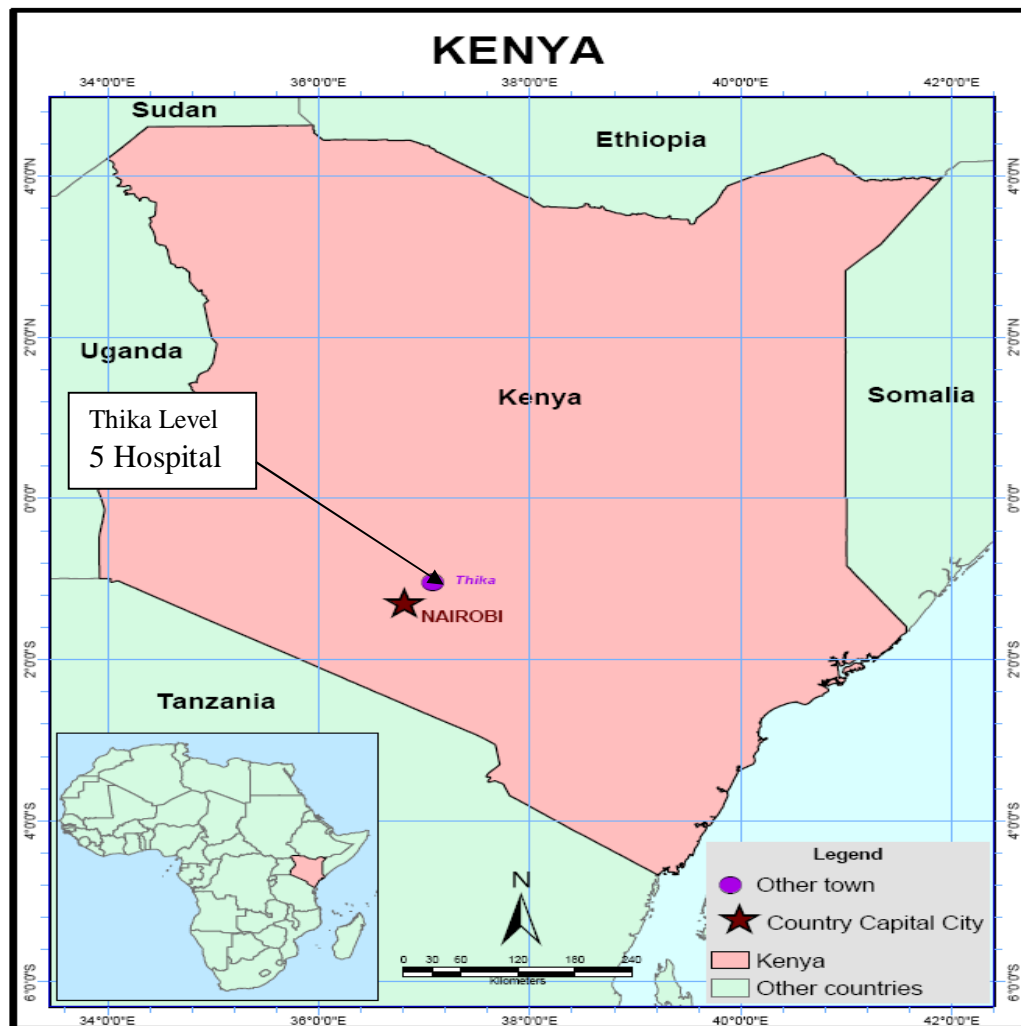 KENYA
34°0'0"E 36°0'0"E 38°0'0"E 40°0'0"E 42°0'0"E
Sudan
Ethiopia
4°0'0"N 4°0'0"N
2°0'0"N 2°0'0"N
Uganda
Kenya
Somalia
Thika Level
5 Hospital
0°0'0" 0°0'0"
Thika
NAIROBI
2°0'0"S 2°0'0"S
Tanzania
4°0'0"S 4°0'0"S
Legend
Other town
Country Capital City
Kenya
Other countries
N
0 30 60 120 180 240
Kilometers
6°0'0"S 6°0'0"S
34°0'0"E 36°0'0"E 38°0'0"E 40°0'0"E 42°0'0"E